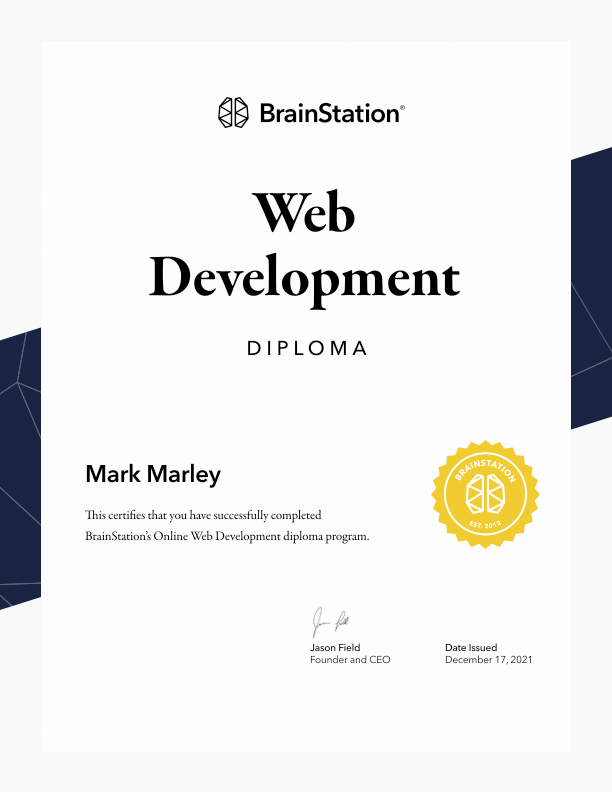 BrainStation®
Web
Development
DIPLOMA
Mark Marley
This certifies that you have successfully completed
BrainStation’s Online Web Development diploma program.
BRAINSTATION
EST. 2012
Jason Field
Founder and CEO
Date Issued
December 17, 2021